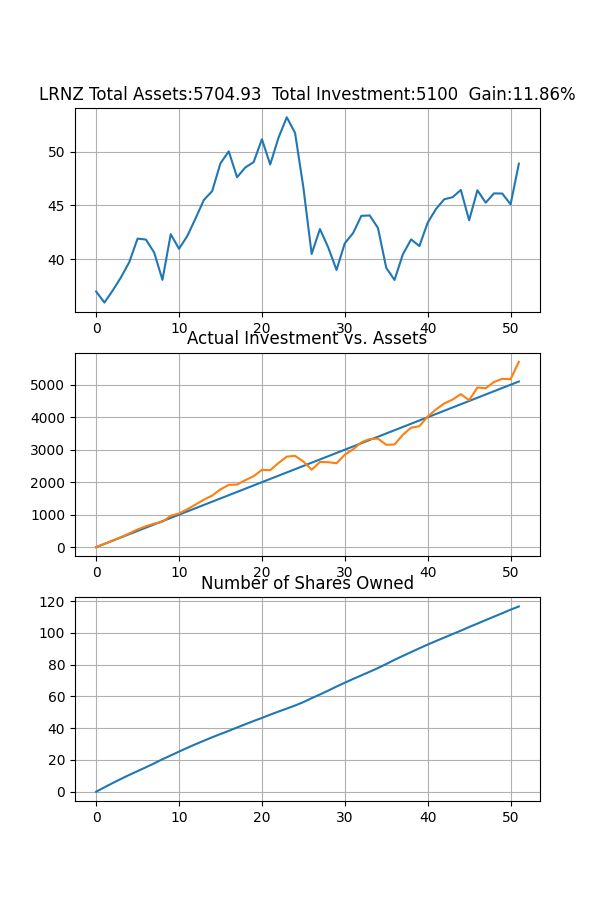 LRNZ Total Assets:5704.93  Total Investment:5100  Gain:11.86%
50
45
40
0 10 20 30 40 50
Actual Investment vs. Assets
5000
4000
3000
2000
1000
0
0 10 20 30 40 50
Number of Shares Owned
120
100
80
60
40
20
0
0 10 20 30 40 50